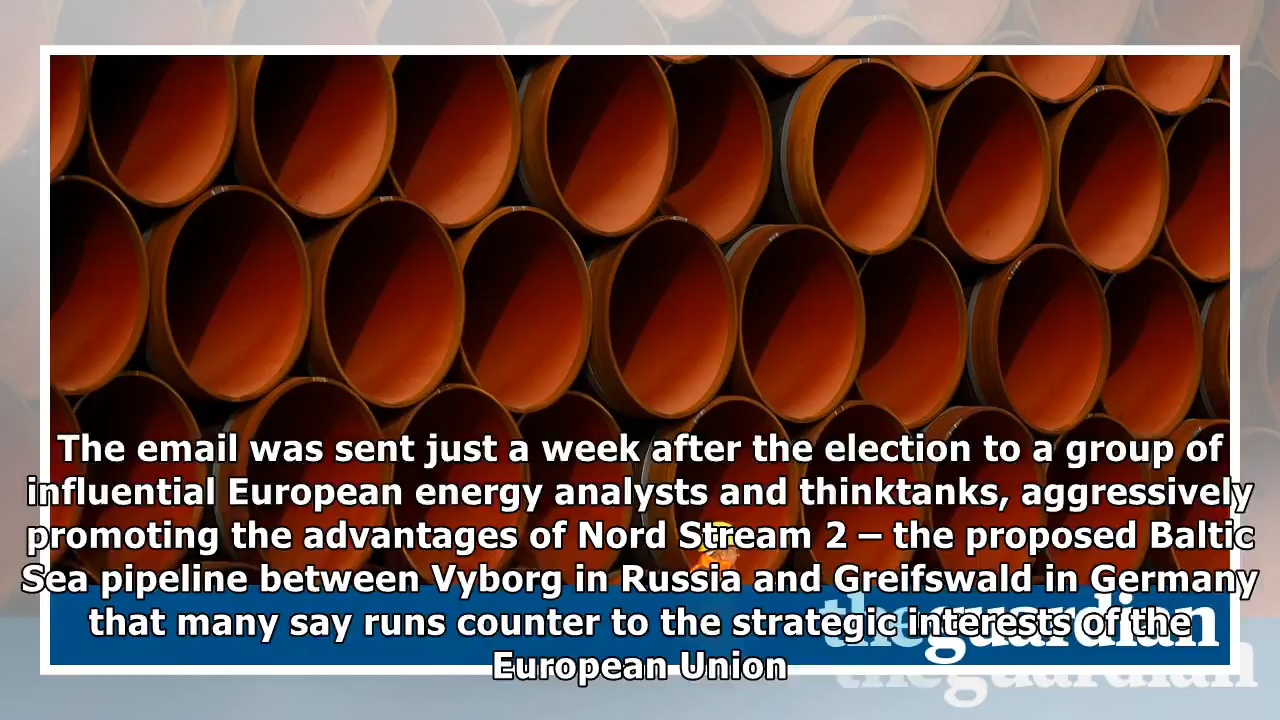 The email was sent just a week after the election to a group of
influential European energy analysts and thinktanks, aggressively
promoting the advantages of Nord Stream 2 – the proposed Baltic
Sea pipeline between Vyborg in Russia and Greifswald in Germany
that many say runs counter to the strategic interests of the
European Union
theguardian
theguardian